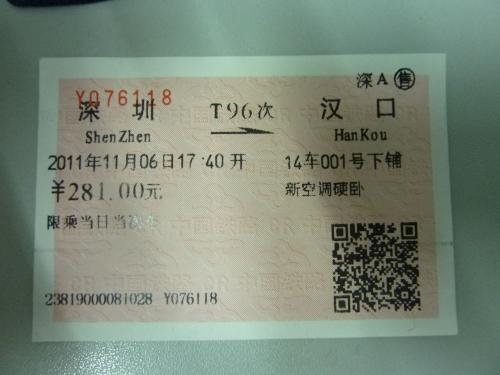 深A 售
Y076118
深圳 T96次 汉口
ShenZhen HanKou
2011年11月06日17:40开 14车001号下铺
¥281.00元 新空调硬卧
限乘当日当次车
23819000081028 Y076118